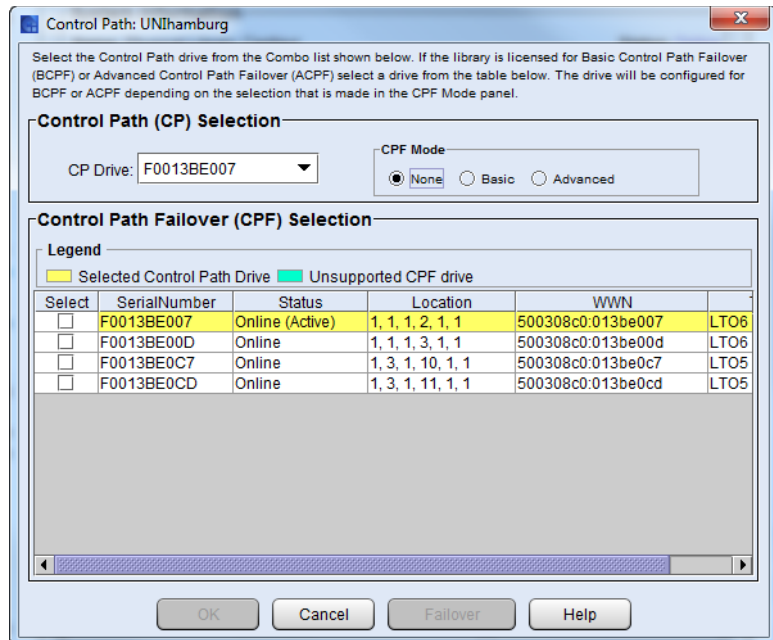 Control Path: UNIhamburg
Select the Control Path drive from the Combo list shown below. If the library is licensed for Basic Control Path Failover
(BCPF) or Advanced Control Path Failover (ACPF) select a drive from the table below. The drive will be configured for
BCPF or ACPF depending on the selection that is made in the CPF Mode panel.
Control Path (CP) Selection
CP Drive: F0013BE007
CPF Mode
None Basic Advanced
Control Path Failover (CPF) Selection
Legend
Selected Control Path Drive Unsupported CPF drive
Select SerialNumber Status Location WWN
F0013BE007 Online (Active) 1, 1, 1, 2, 1, 1 500308c0:013be007 LTO6
F0013BE00D Online 1, 1, 1, 3, 1, 1 500308c0:013be00d LTO6
F0013BE0C7 Online 1, 3, 1, 10, 1, 1 500308c0:013be0c7 LTO5
F0013BE0CD Online 1, 3, 1, 11, 1, 1 500308c0:013be0cd LTO5
OK Cancel Failover Help